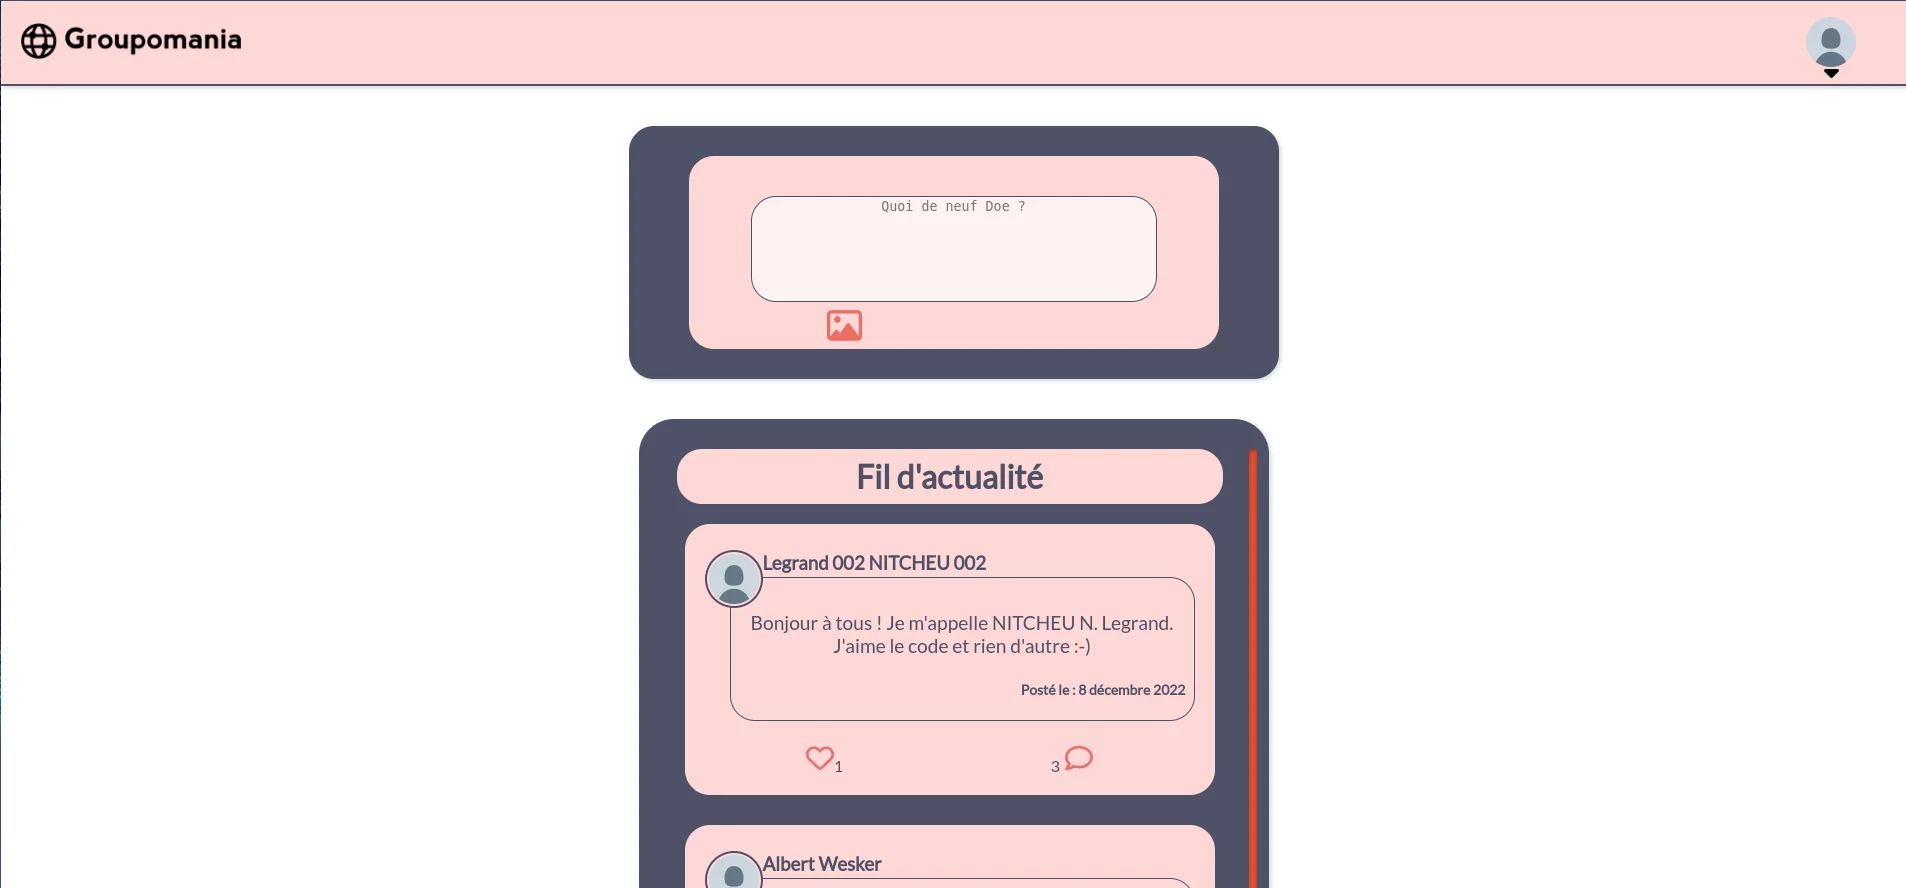 Groupomania
Quoi de neuf Doe ?
Fil d'actualité
Legrand 002 NITCHEU 002
Bonjour à tous ! Je m'appelle NITCHEU N. Legrand.
J'aime le code et rien d'autre :-)
Posté le : 8 décembre 2022
1
3
Albert Wesker